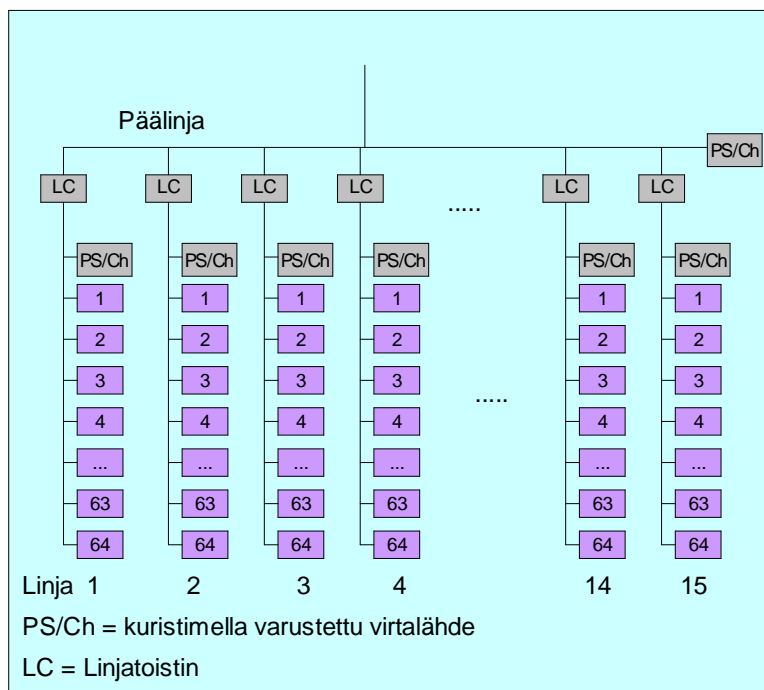 Päälinja
PS/Ch
LC LC LC LC LC LC
.....
PS/Ch PS/Ch PS/Ch PS/Ch PS/Ch PS/Ch
1 1 1 1 1 1
2 2 2 2 2 2
3 3 3 3 3 3
.....
4 4 4 4 4 4
... ... ... ... ... ...
63 63 63 63 63 63
64 64 64 64 64 64
Linja 1 2 3 4 14 15
PS/Ch = kuristimella varustettu virtalähde
LC = Linjatoistin